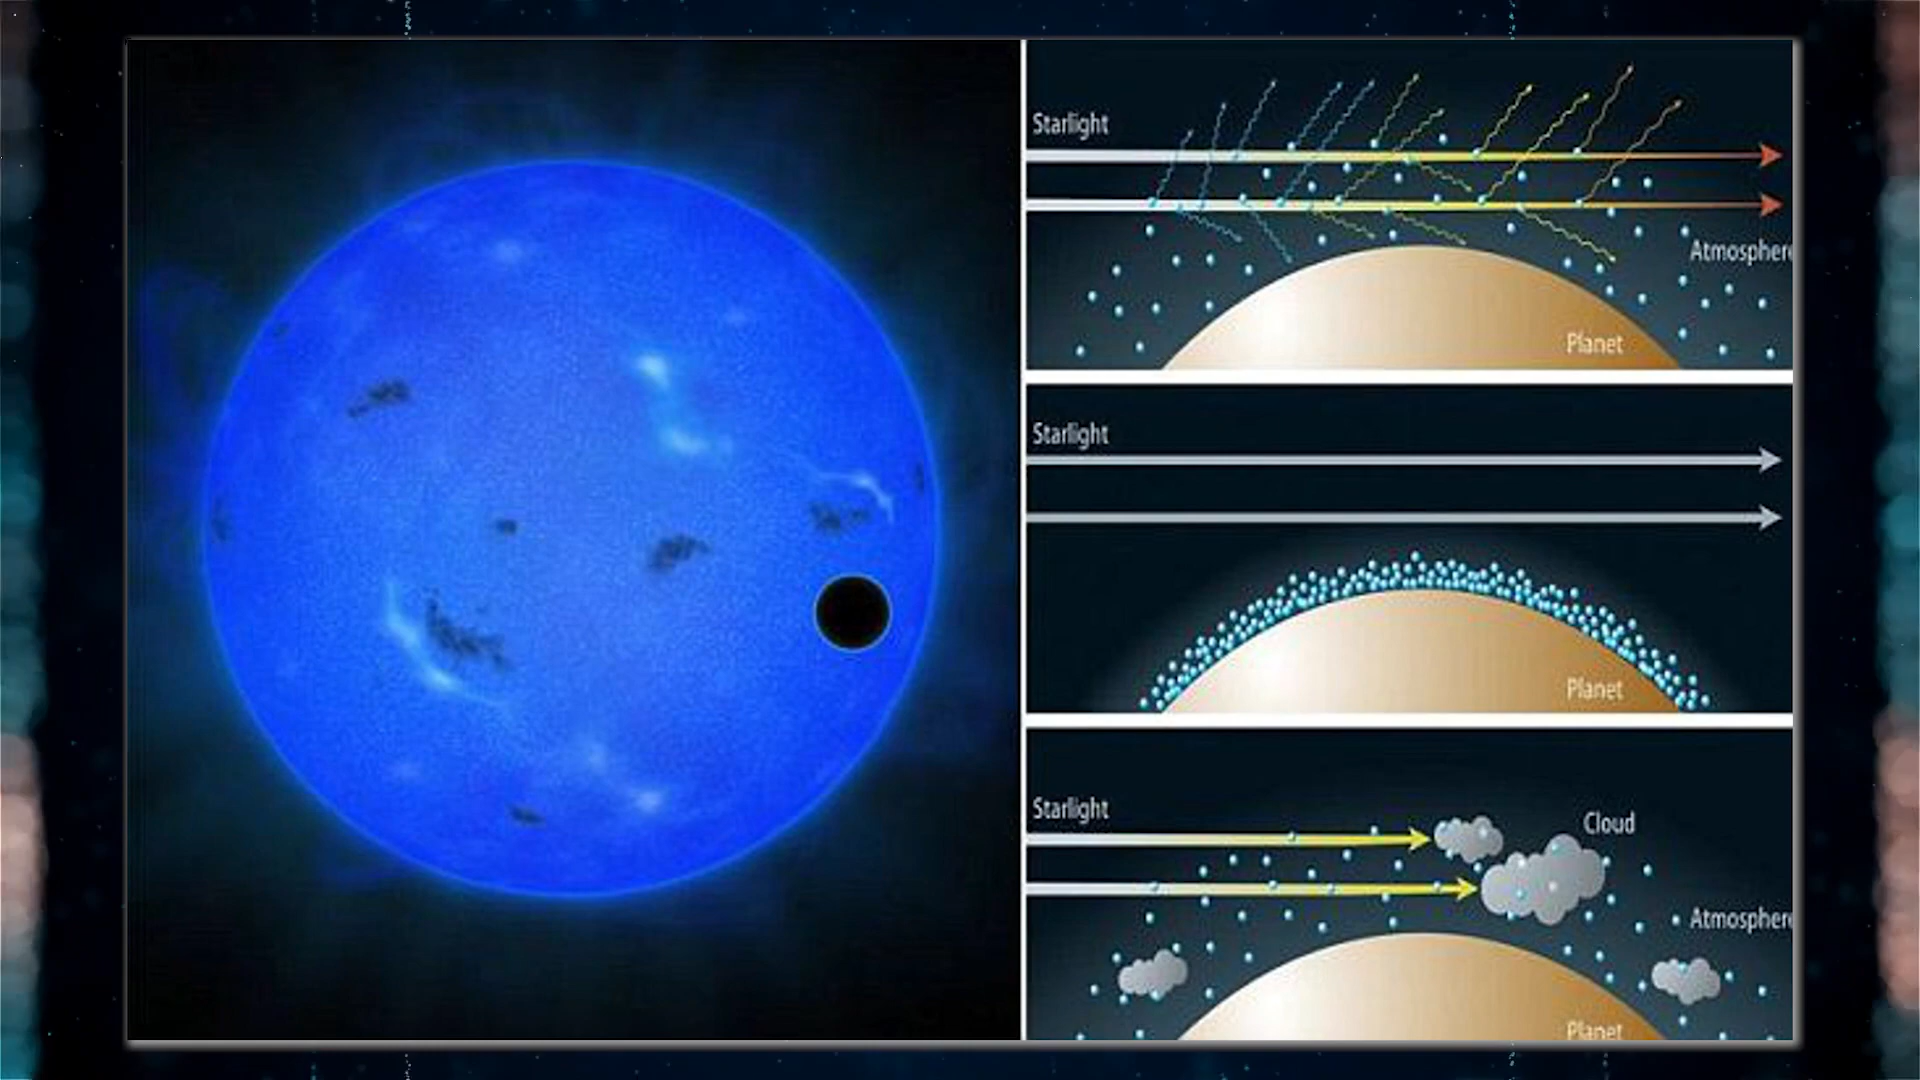 Starlight
Atmosphere
Planet
Starlight
Planet
Starlight
Cloud
Atmosphere
Planet